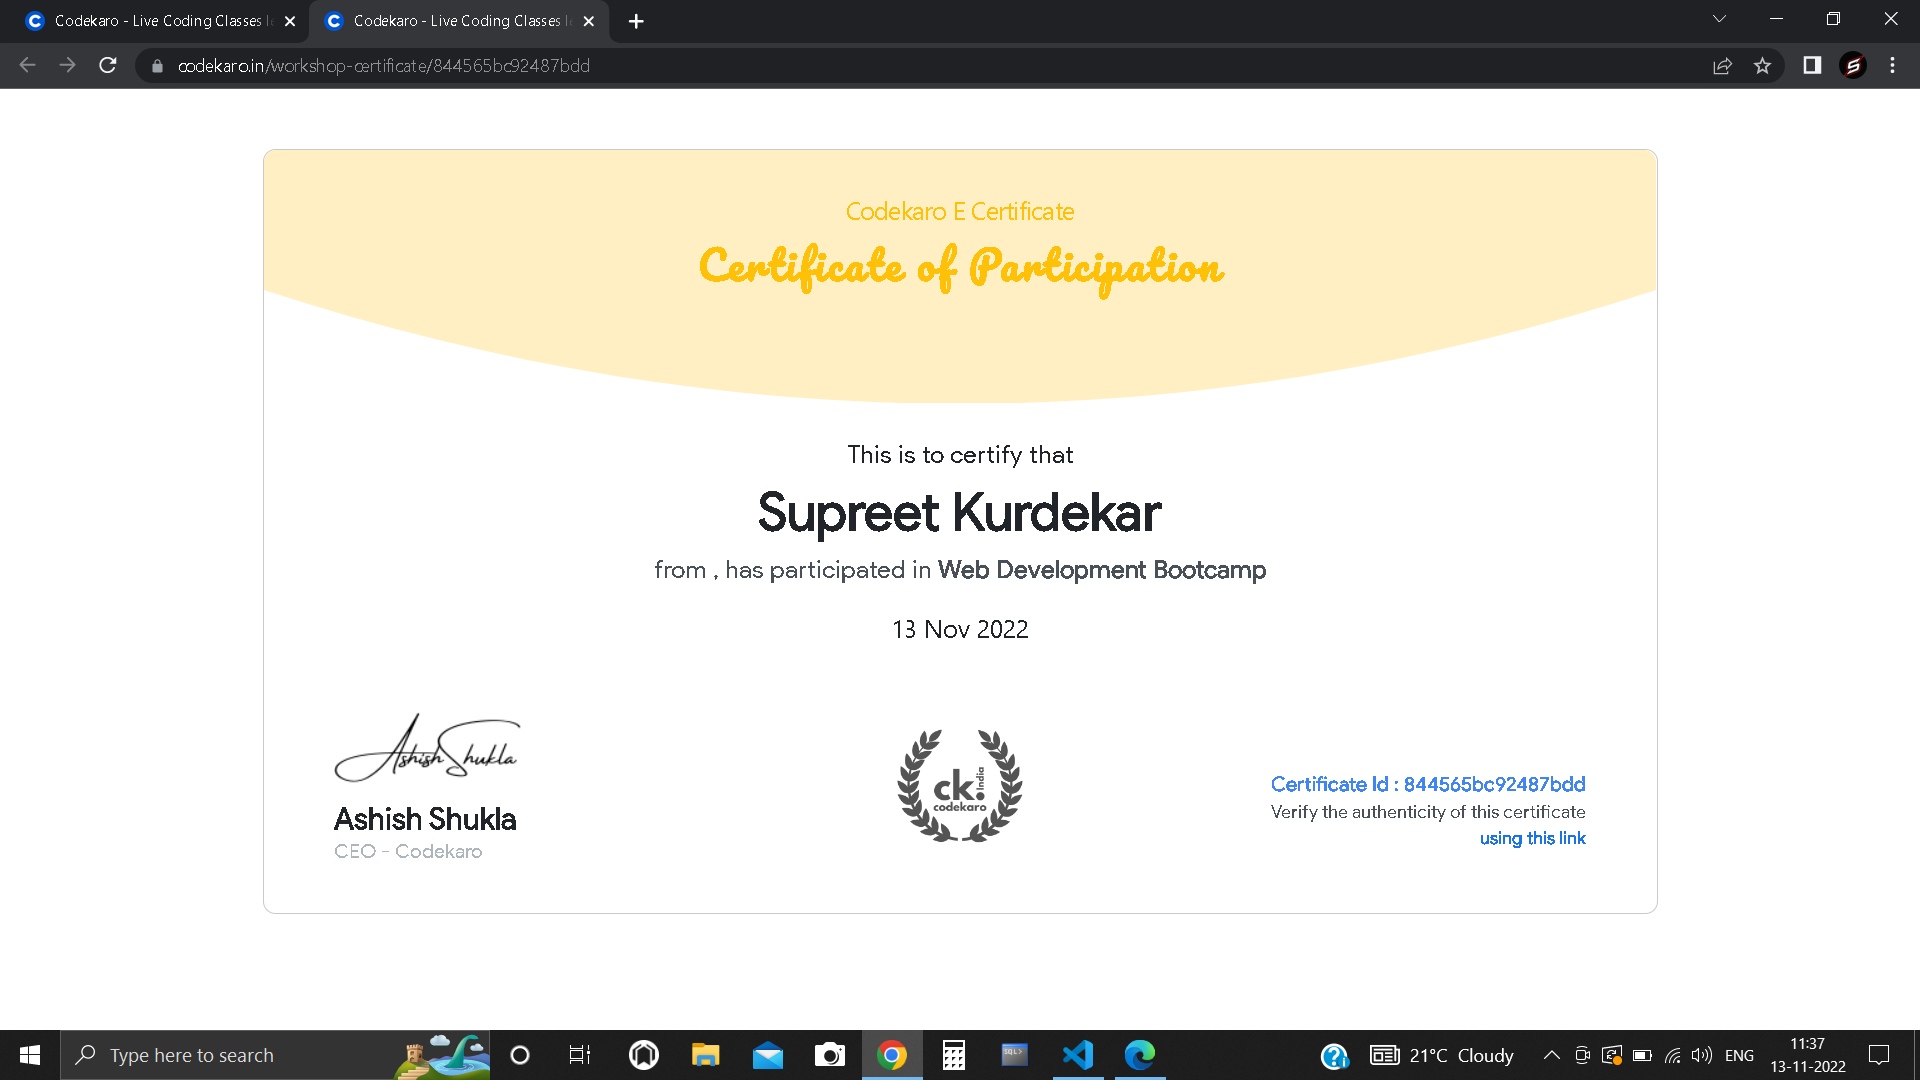 Codekaro - Live Coding Classes
Codekaro - Live Coding Classes
codekaro.in/workshop-certificate/844565bc92487bdd
Codekaro E Certificate
Certificate of Participation
This is to certify that
Supreet Kurdekar
from , has participated in Web Development Bootcamp
13 Nov 2022
Ashish Shukla
Ashish Shukla
CEO - Codekaro
ck!
India
codekaro
Certificate Id : 844565bc92487bdd
Verify the authenticity of this certificate
using this link
Type here to search
SQL>
21°C Cloudy
ENG
11:37
13-11-2022